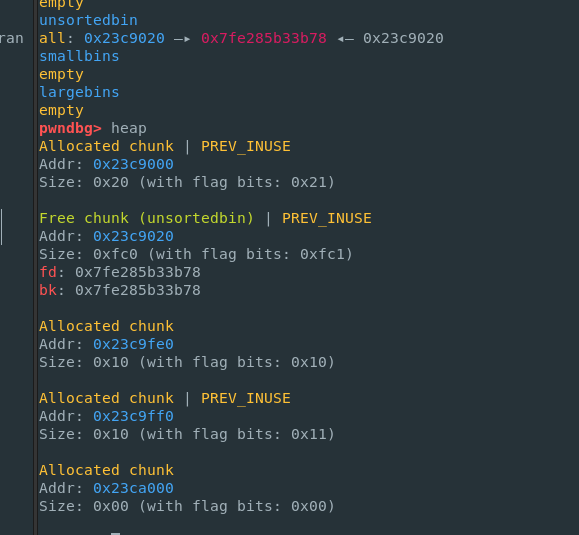 empty
unsortedbin
ran all: 0x23c9020 —▸ 0x7fe285b33b78 ◂— 0x23c9020
smallbins
empty
largebins
empty
pwndbg> heap
Allocated chunk | PREV_INUSE
Addr: 0x23c9000
Size: 0x20 (with flag bits: 0x21)
Free chunk (unsortedbin) | PREV_INUSE
Addr: 0x23c9020
Size: 0xfc0 (with flag bits: 0xfc1)
fd: 0x7fe285b33b78
bk: 0x7fe285b33b78
Allocated chunk
Addr: 0x23c9fe0
Size: 0x10 (with flag bits: 0x10)
Allocated chunk | PREV_INUSE
Addr: 0x23c9ff0
Size: 0x10 (with flag bits: 0x11)
Allocated chunk
Addr: 0x23ca000
Size: 0x00 (with flag bits: 0x00)